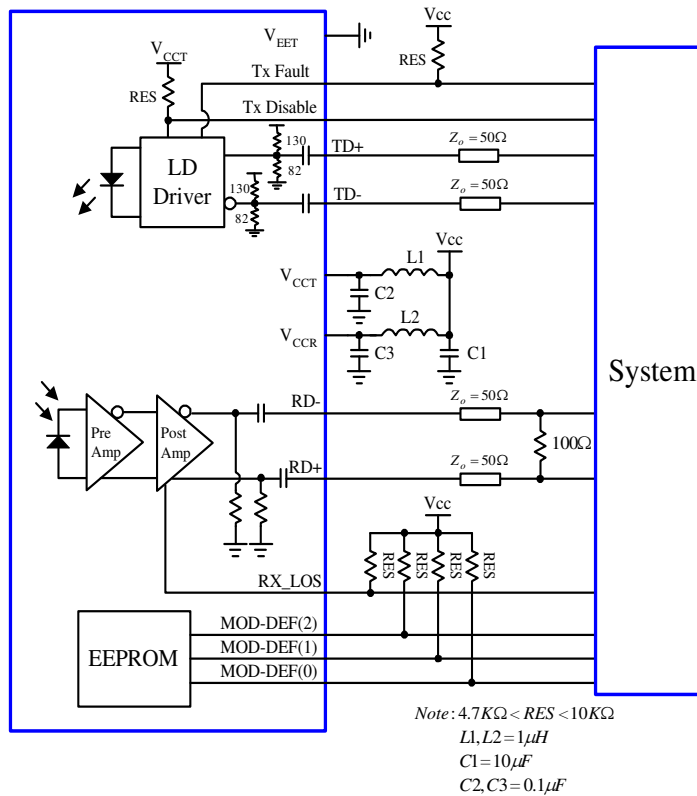 Vcc
V_EET
V_CCT
RES
Tx Fault
RES
Tx Disable
130
82
TD+
Z_o = 50Ω
LD
Driver
130
82
TD-
Z_o = 50Ω
Vcc
L1
V_CCT
C2
L2
V_CCR
C3
C1
System
RD-
Z_o = 50Ω
Pre
Amp
Post
Amp
100Ω
RD+
Z_o = 50Ω
Vcc
RES
RES
RES
RES
RX_LOS
MOD-DEF(2)
EEPROM
MOD-DEF(1)
MOD-DEF(0)
Note: 4.7KΩ < RES < 10KΩ
L1, L2 = 1μH
C1 = 10μF
C2, C3 = 0.1μF